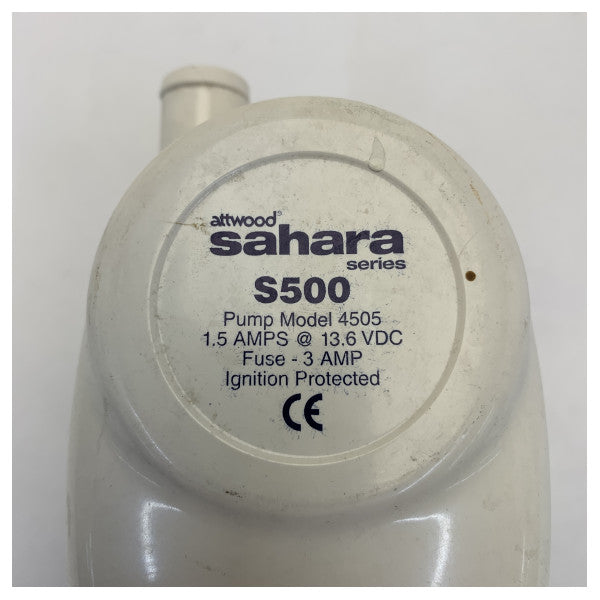 attwood®
sahara
series
S500
Pump Model 4505
1.5 AMPS @ 13.6 VDC
Fuse - 3 AMP
Ignition Protected
CE